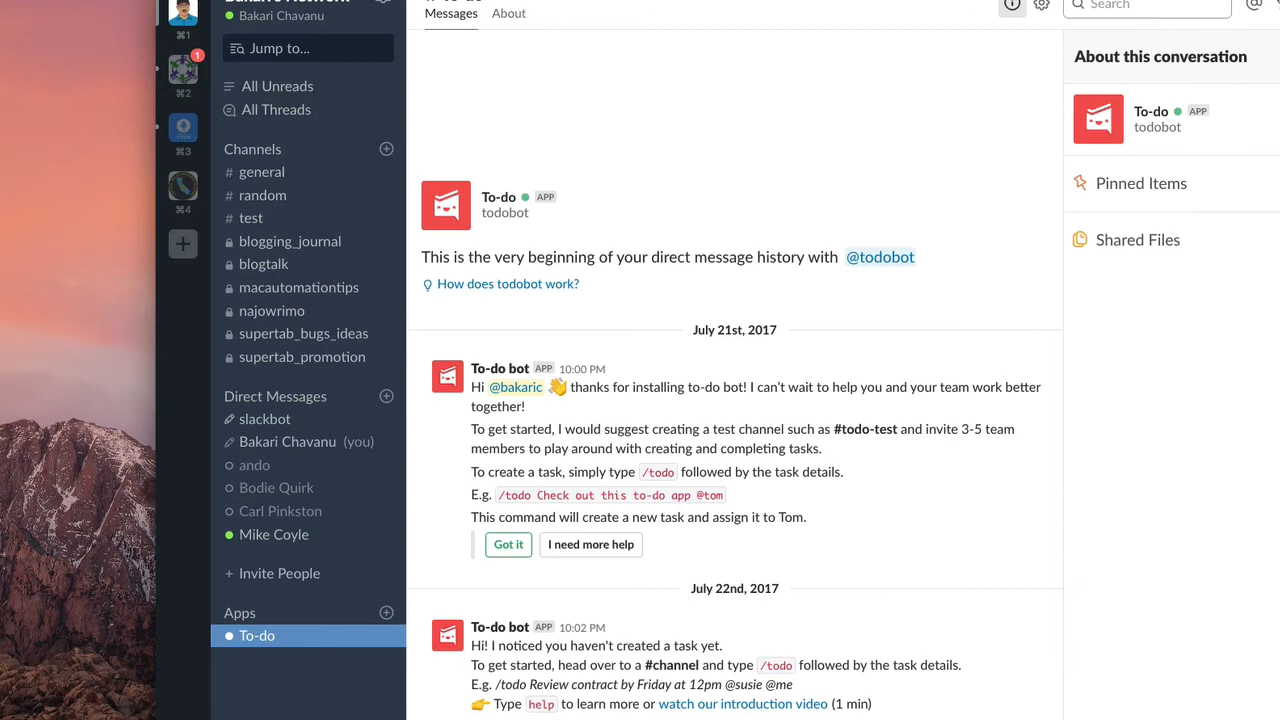 Bakari Chavanu
⌘1
Jump to...
1
⌘2
All Unreads
All Threads
⌘3
Channels
# general
⌘4
# random
# test
blogging_journal
blogtalk
macautomationtips
najowrimo
supertab_bugs_ideas
supertab_promotion
Direct Messages
slackbot
Bakari Chavanu (you)
ando
Bodie Quirk
Carl Pinkston
Mike Coyle
+ Invite People
Apps
To-do
Messages About
Search
To-do APP
todobot
This is the very beginning of your direct message history with @todobot
How does todobot work?
July 21st, 2017
To-do bot APP 10:00 PM
Hi @bakaric 👋 thanks for installing to-do bot! I can’t wait to help you and your team work better
together!
To get started, I would suggest creating a test channel such as #todo-test and invite 3-5 team
members to play around with creating and completing tasks.
To create a task, simply type /todo followed by the task details.
E.g. /todo Check out this to-do app @tom
This command will create a new task and assign it to Tom.
Got it I need more help
July 22nd, 2017
To-do bot APP 10:02 PM
Hi! I noticed you haven't created a task yet.
To get started, head over to a #channel and type /todo followed by the task details.
E.g. /todo Review contract by Friday at 12pm @susie @me
👉 Type help to learn more or watch our introduction video (1 min)
About this conversation
To-do APP
todobot
Pinned Items
Shared Files